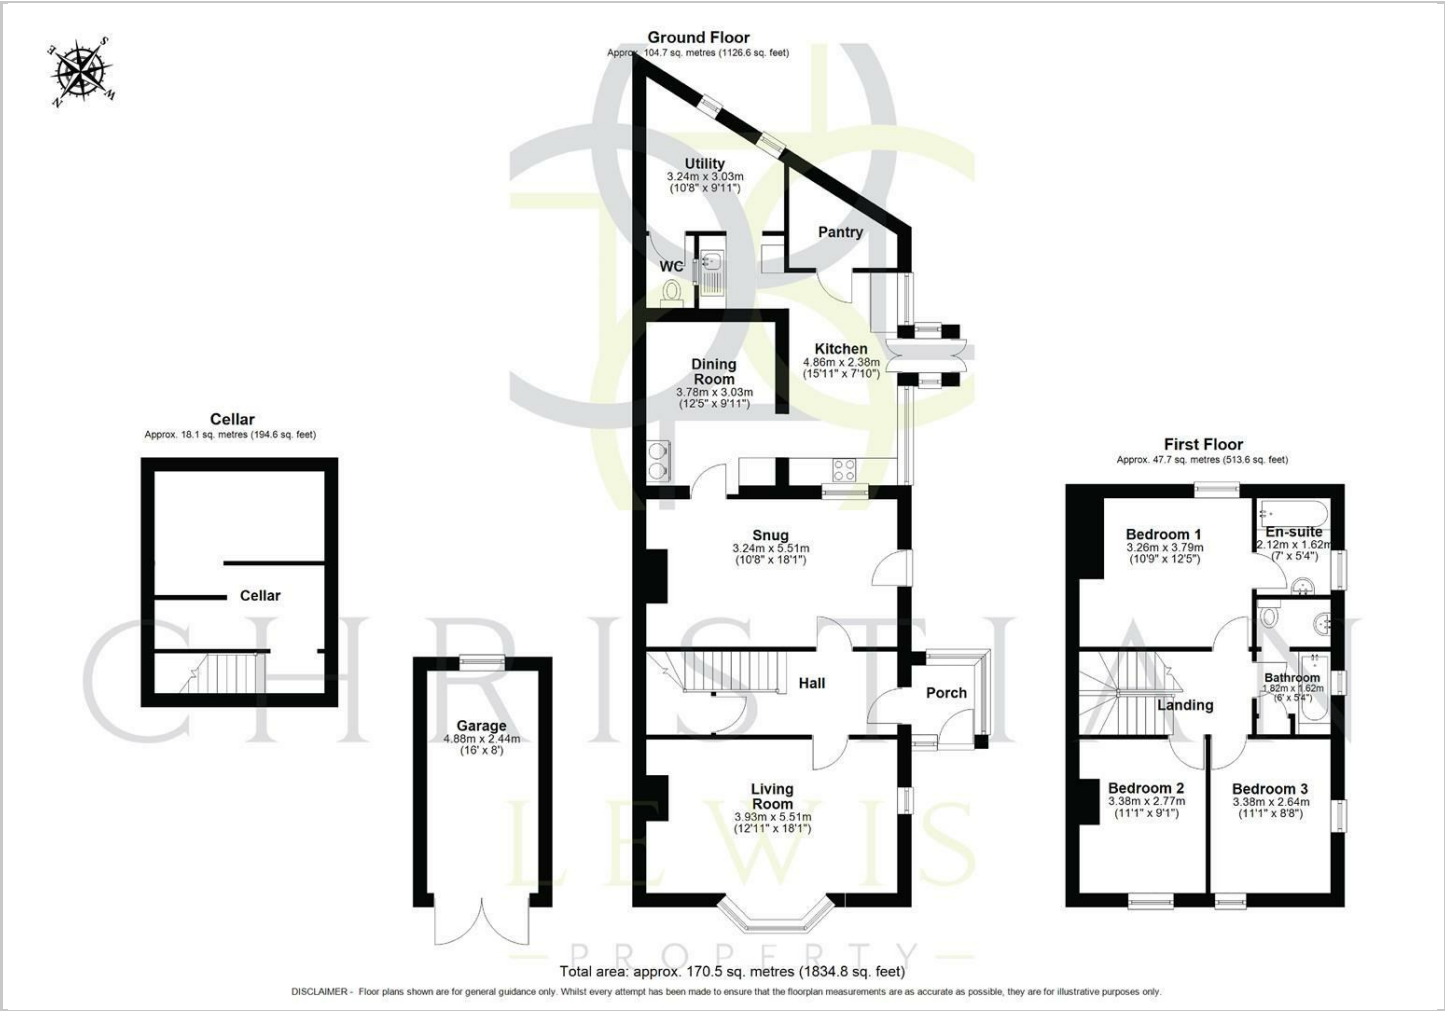 S
E
W
N
Ground Floor
Approx. 104.7 sq. metres (1126.6 sq. feet)
Utility
3.24m x 3.03m
(10'8" x 9'11")
Pantry
WC
Kitchen
4.86m x 2.38m
(15'11" x 7'10")
Dining
Room
3.78m x 3.03m
(12'5" x 9'11")
Snug
3.24m x 5.51m
(10'8" x 18'1")
Hall
Porch
Living
Room
3.93m x 5.51m
(12'11" x 18'1")
Cellar
Approx. 18.1 sq. metres (194.6 sq. feet)
Cellar
Garage
4.88m x 2.44m
(16' x 8')
First Floor
Approx. 47.7 sq. metres (513.6 sq. feet)
Bedroom 1
3.26m x 3.79m
(10'9" x 12'5")
En-suite
2.12m x 1.62m
(7' x 5'4")
Bathroom
1.82m x 1.62m
(6' x 5'4")
Landing
Bedroom 2
3.38m x 2.77m
(11'1" x 9'1")
Bedroom 3
3.38m x 2.64m
(11'1" x 8'8")
CHRISTIAN
LEWIS
PROPERTY
Total area: approx. 170.5 sq. metres (1834.8 sq. feet)
DISCLAIMER - Floor plans shown are for general guidance only. Whilst every attempt has been made to ensure that the floorplan measurements are as accurate as possible, they are for illustrative purposes only.